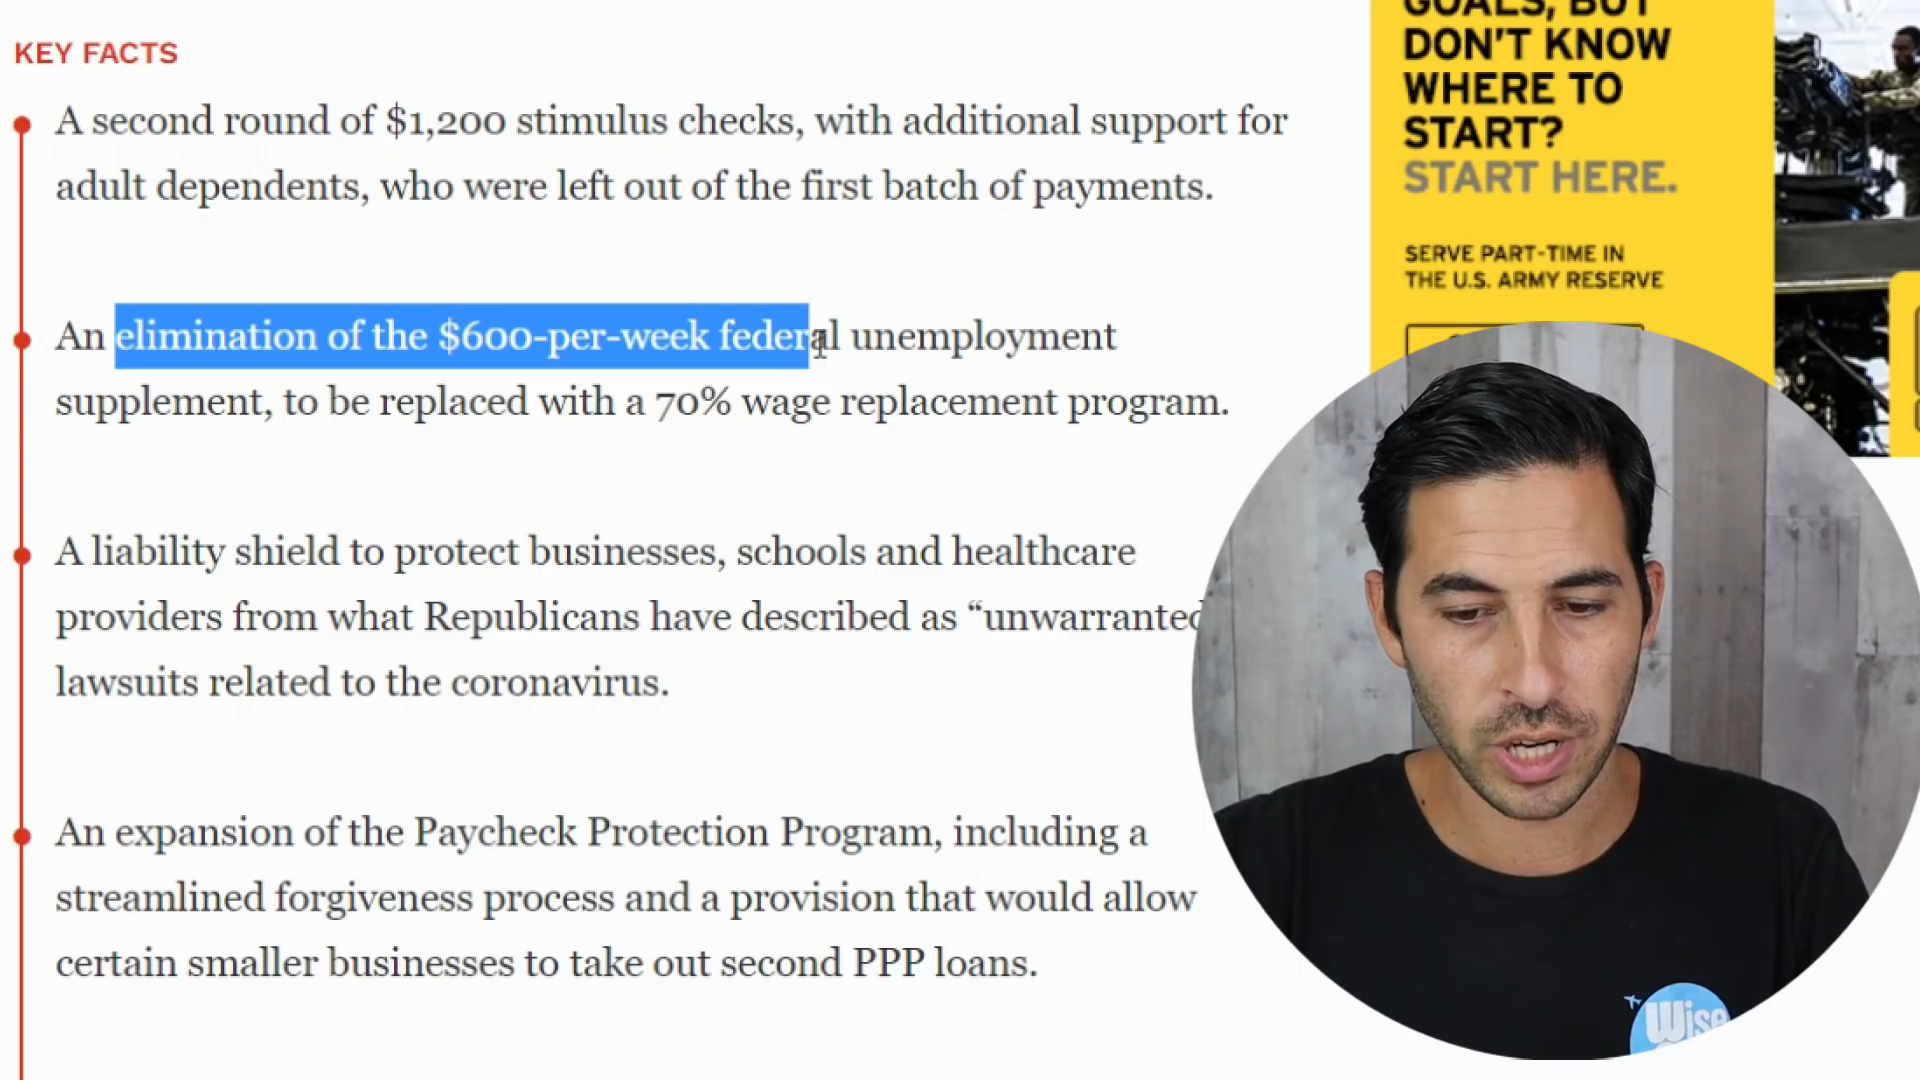 KEY FACTS
A second round of $1,200 stimulus checks, with additional support for
adult dependents, who were left out of the first batch of payments.
An elimination of the $600-per-week federal unemployment
supplement, to be replaced with a 70% wage replacement program.
A liability shield to protect businesses, schools and healthcare
providers from what Republicans have described as “unwarranted
lawsuits related to the coronavirus.
An expansion of the Paycheck Protection Program, including a
streamlined forgiveness process and a provision that would allow
certain smaller businesses to take out second PPP loans.
GOALS, BUT
DON'T KNOW
WHERE TO
START?
START HERE.
SERVE PART-TIME IN
THE U.S. ARMY RESERVE
Wise